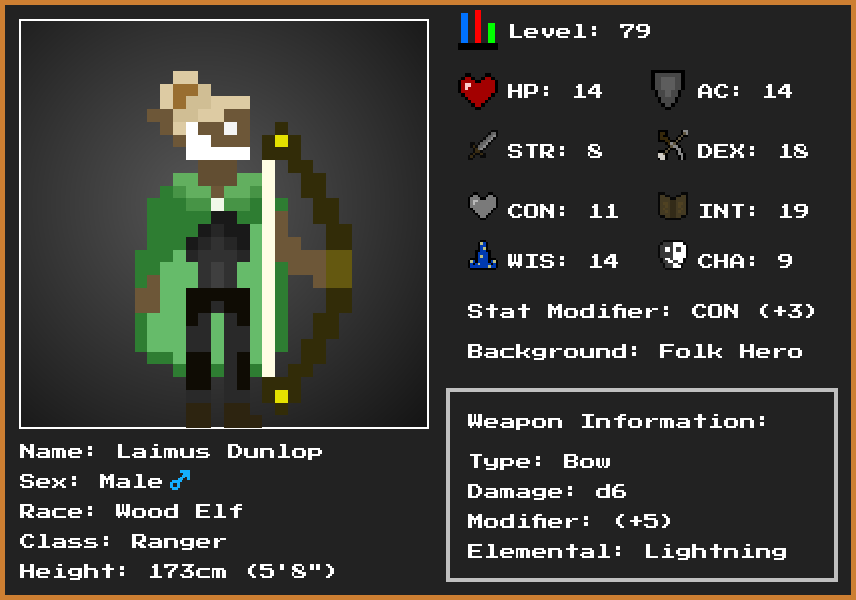 Level: 79
HP: 14
AC: 14
STR: 8
DEX: 18
CON: 11
INT: 19
WIS: 14
CHA: 9
Stat Modifier: CON (+3)
Background: Folk Hero
Weapon Information:
Type: Bow
Damage: d6
Modifier: (+5)
Elemental: Lightning
Name: Laimus Dunlop
Sex: Male♂
Race: Wood Elf
Class: Ranger
Height: 173cm (5'8")